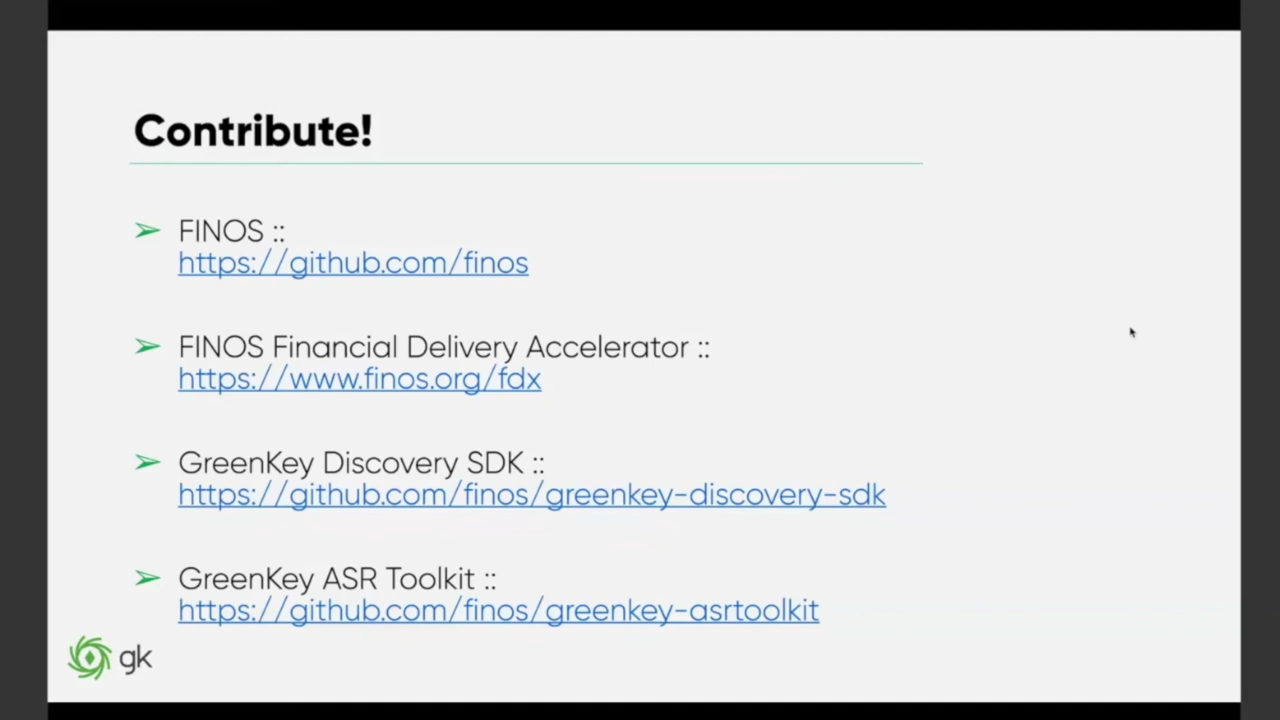 Contribute!
➢ FINOS ::
https://github.com/finos
➢ FINOS Financial Delivery Accelerator ::
https://www.finos.org/fdx
➢ GreenKey Discovery SDK ::
https://github.com/finos/greenkey-discovery-sdk
➢ GreenKey ASR Toolkit ::
https://github.com/finos/greenkey-asrtoolkit
gk